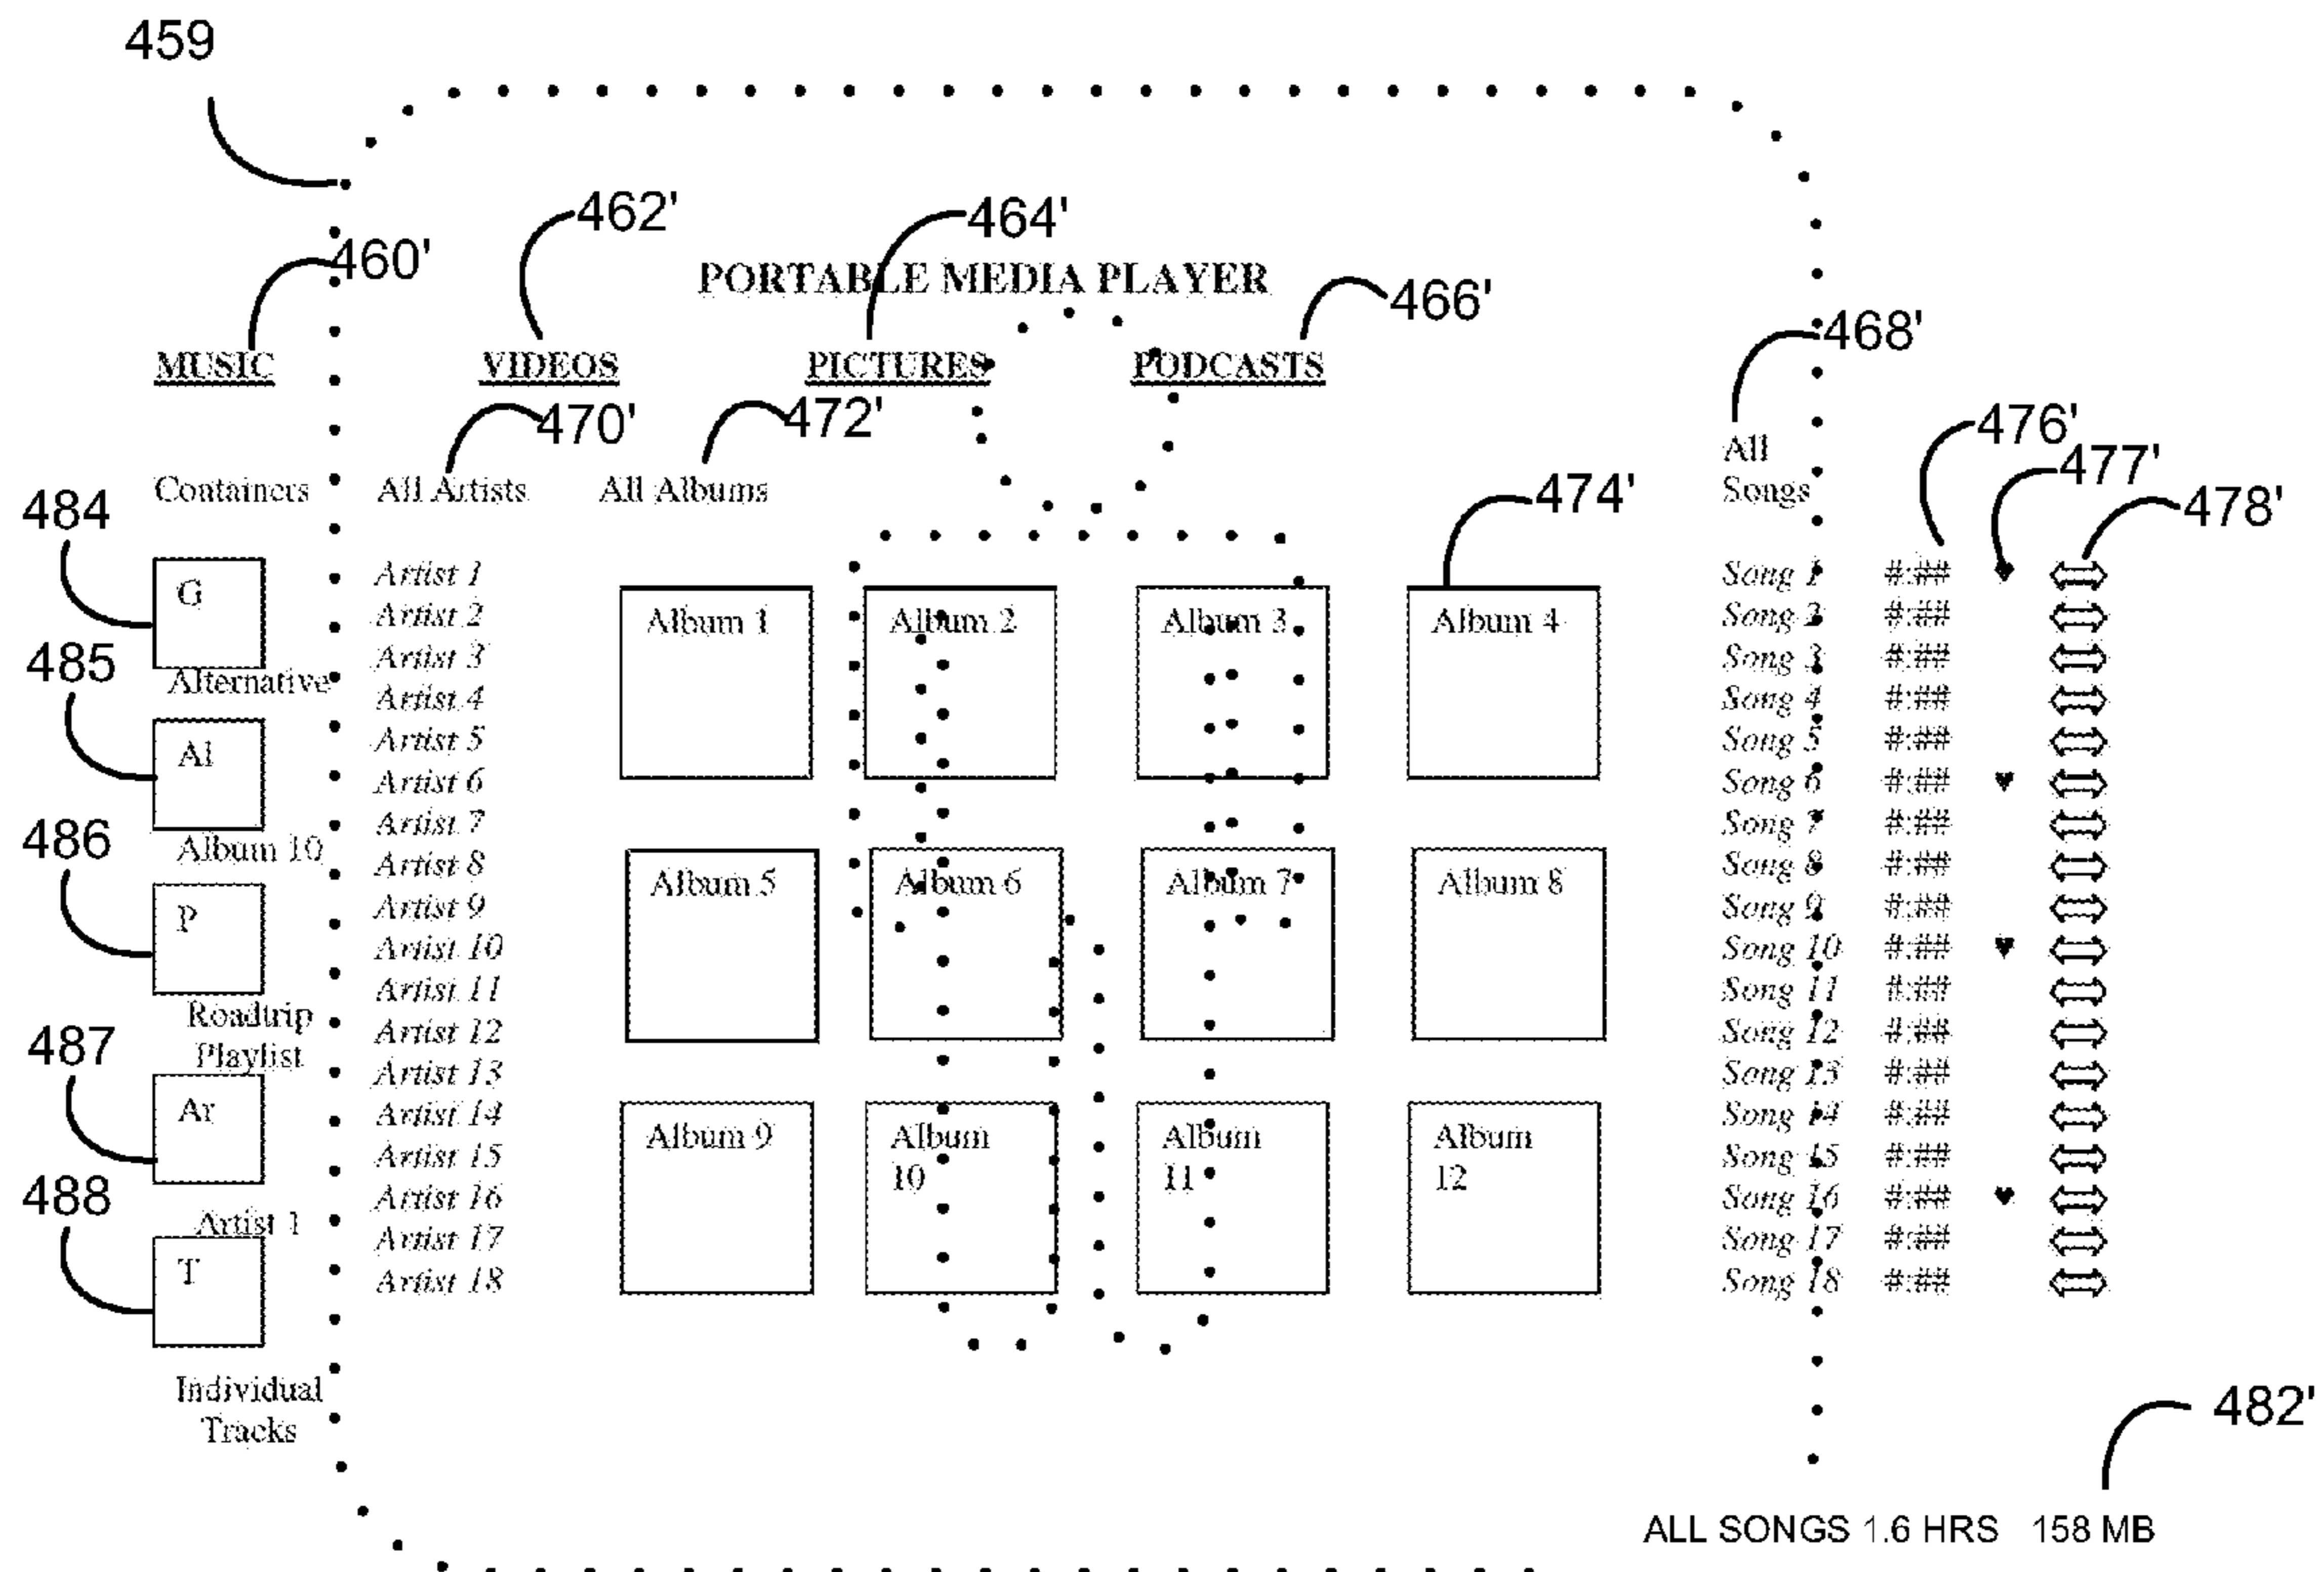 459
462'
464'
460'
PORTABLE MEDIA PLAYER
466'
468'
MUSIC VIDEOS PICTURES PODCASTS
470'
472'
476'
477'
478'
474'
Containers All Artists All Albums
All
Songs
484
G
Alternative
485
Al
Album 10
486
P
Roadtrip
Playlist
487
Ar
Artist 1
488
T
Individual
Tracks
Artist 1
Artist 2
Artist 3
Artist 4
Artist 5
Artist 6
Artist 7
Artist 8
Artist 9
Artist 10
Artist 11
Artist 12
Artist 13
Artist 14
Artist 15
Artist 16
Artist 17
Artist 18
Album 1 Album 2 Album 3 Album 4
Album 5 Album 6 Album 7 Album 8
Album 9 Album 10 Album 11 Album 12
Song 1 #:##
Song 2 #:##
Song 3 #:##
Song 4 #:##
Song 5 #:##
Song 6 #:##
Song 7 #:##
Song 8 #:##
Song 9 #:##
Song 10 #:##
Song 11 #:##
Song 12 #:##
Song 13 #:##
Song 14 #:##
Song 15 #:##
Song 16 #:##
Song 17 #:##
Song 18 #:##
482'
ALL SONGS 1.6 HRS 158 MB